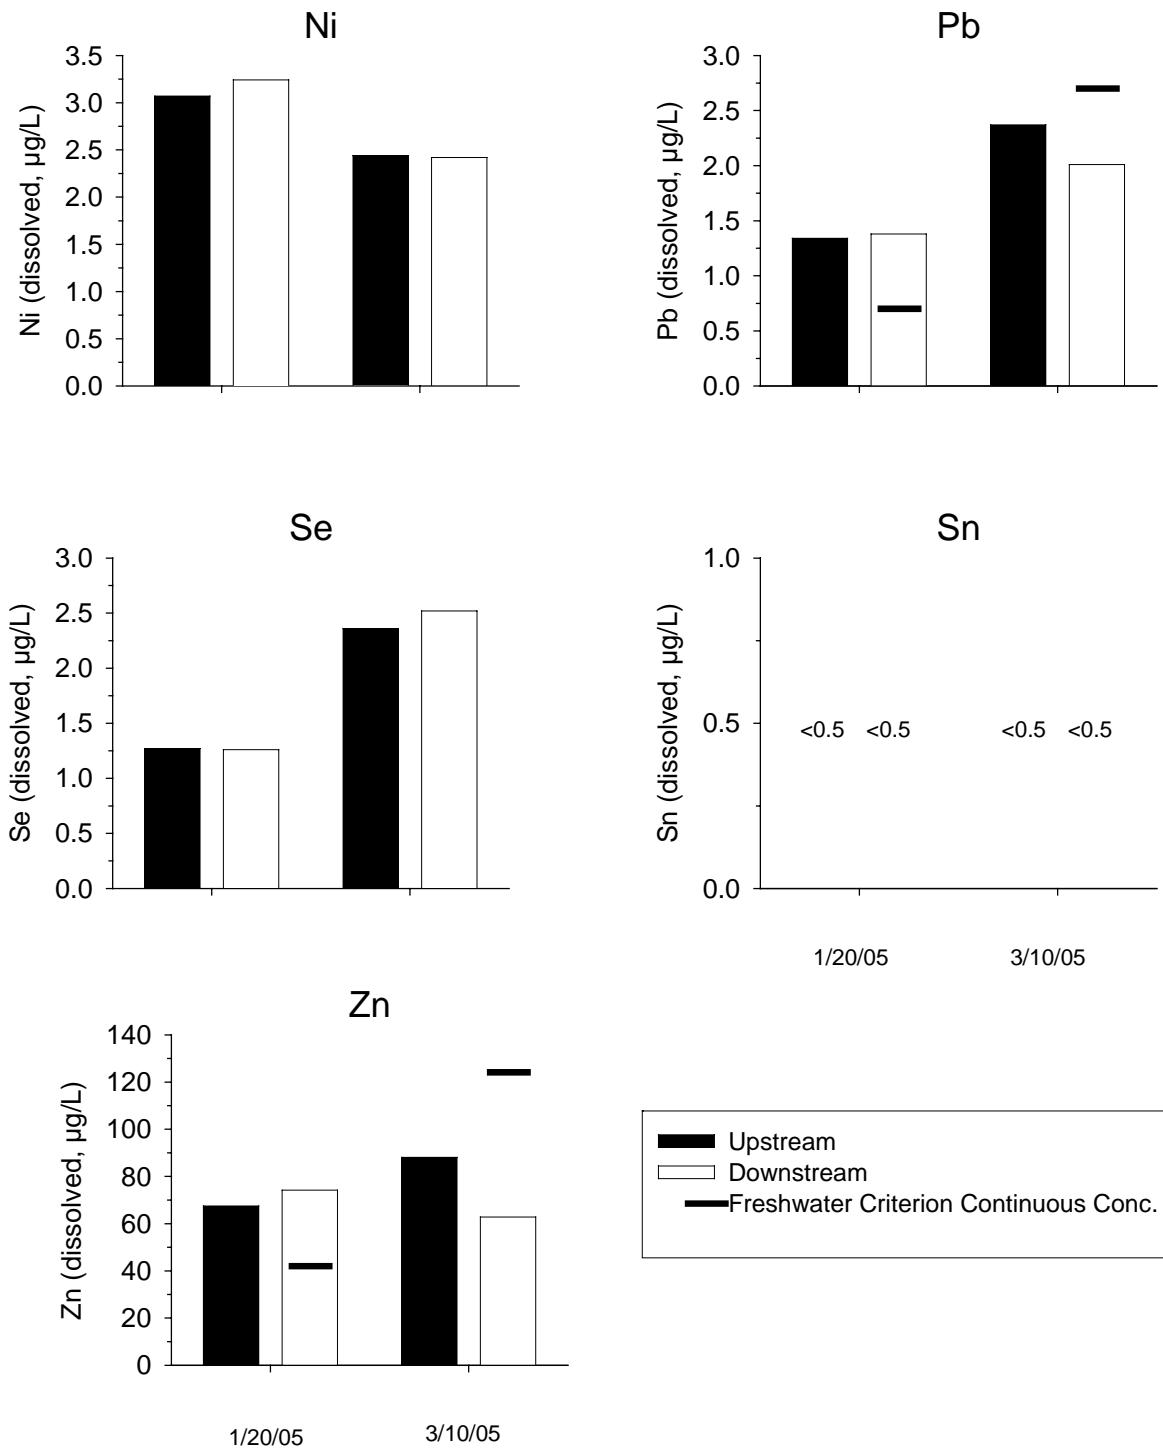 Ni
Ni (dissolved, µg/L)
3.5
3.0
2.5
2.0
1.5
1.0
0.5
0.0
Pb
Pb (dissolved, µg/L)
3.0
2.5
2.0
1.5
1.0
0.5
0.0
Se
Se (dissolved, µg/L)
3.0
2.5
2.0
1.5
1.0
0.5
0.0
Sn
Sn (dissolved, µg/L)
1.0
0.5
0.0
<0.5 <0.5 <0.5 <0.5
1/20/05 3/10/05
Zn
Zn (dissolved, µg/L)
140
120
100
80
60
40
20
0
1/20/05 3/10/05
Upstream
Downstream
Freshwater Criterion Continuous Conc.